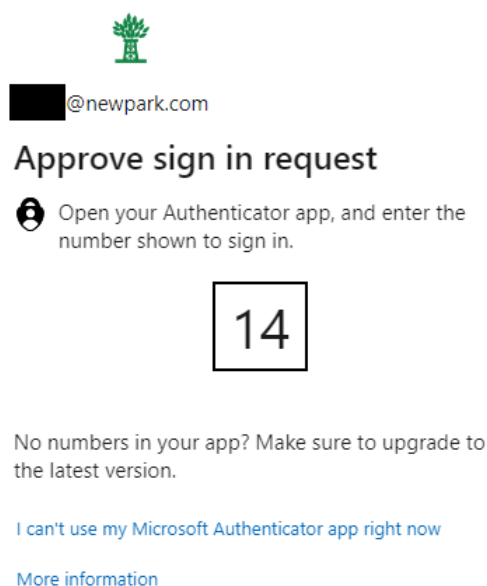 @newpark.com
Approve sign in request
Open your Authenticator app, and enter the
number shown to sign in.
14
No numbers in your app? Make sure to upgrade to
the latest version.
I can't use my Microsoft Authenticator app right now
More information